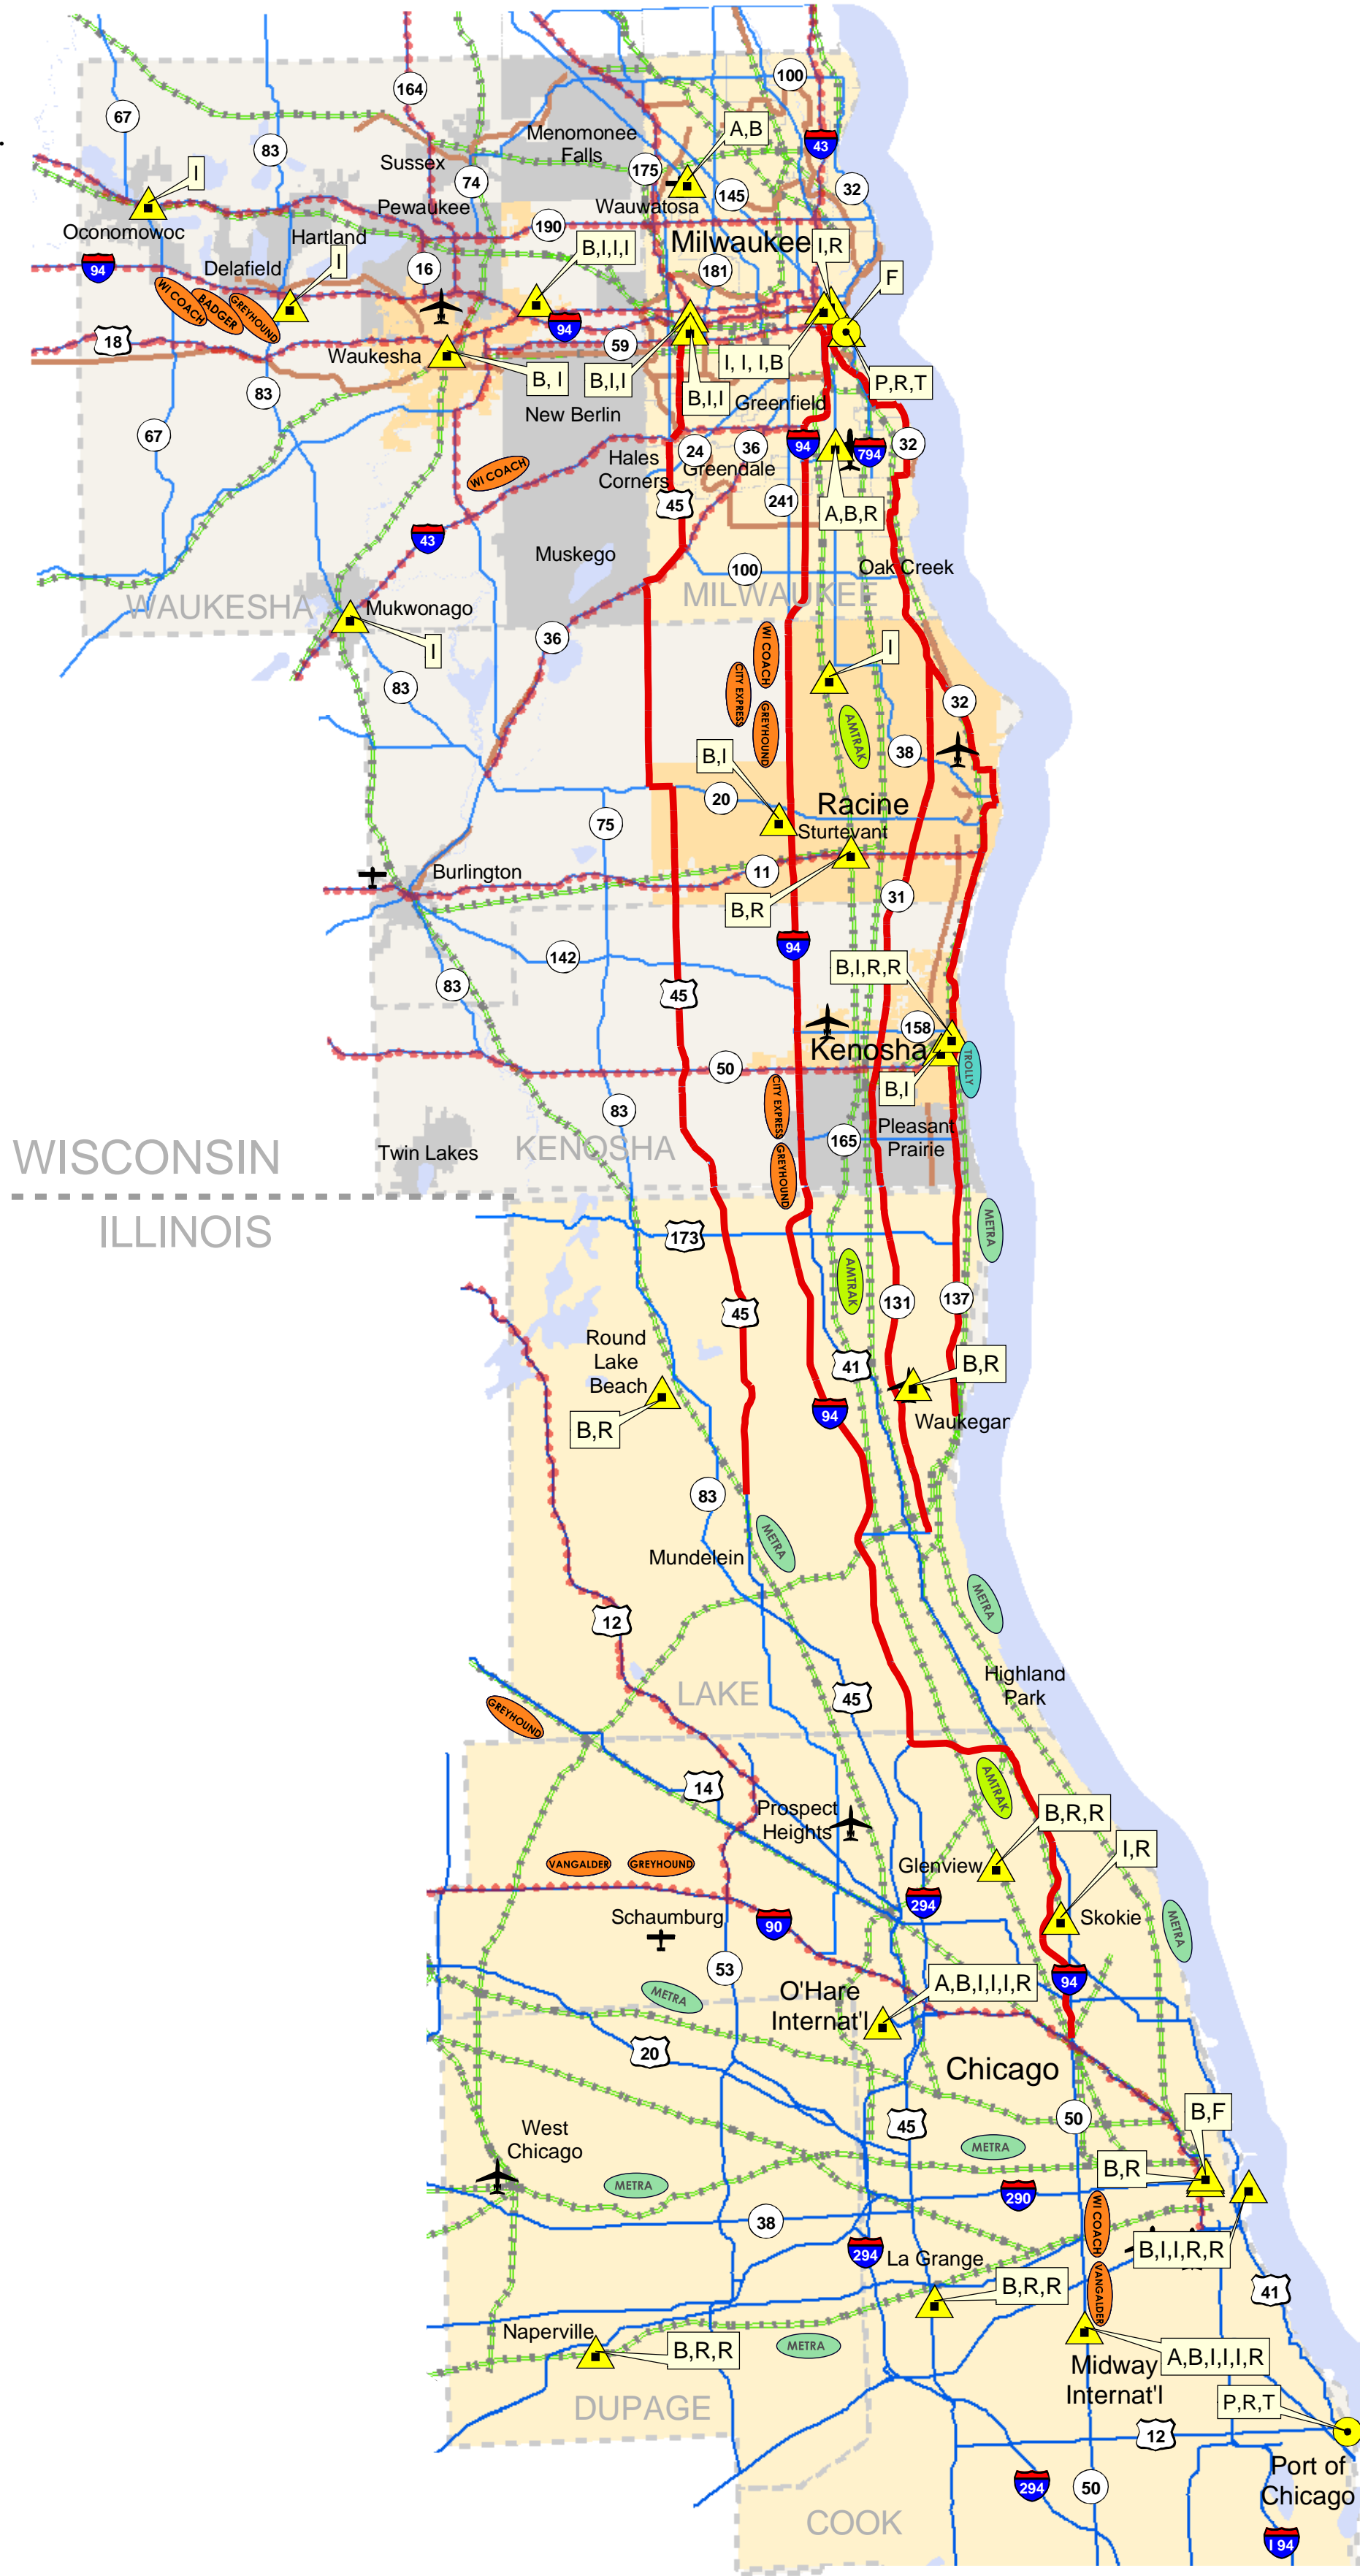 100
164
67
A,B
Menomonee
Falls
43
83
Sussex
175
I
74
145
32
Wauwatosa
Pewaukee
190
Oconomowoc
Hartland
B,I,I,I
Milwaukee
I,R
I
94
Delafield
16
181
F
WI COACH
BADGER
GREYHOUND
94
18
59
Waukesha
I, I, I,B
B, I
B,I,I
P,R,T
83
B,I,I
Greenfield
New Berlin
67
24
36
94
794
32
Hales
Corners
Greendale
WI COACH
45
241
A,B,R
43
Muskego
100
Oak Creek
WAUKESHA
MILWAUKEE
Mukwonago
36
I
WI COACH
I
83
CITY EXPRESS
GREYHOUND
32
AMTRAK
38
B,I
20
Racine
75
Sturtevant
Burlington
11
B,R
31
94
142
B,I,R,R
83
45
158
Kenosha
50
TROLLY
B,I
CITY EXPRESS
83
Pleasant
Prairie
165
WISCONSIN
Twin Lakes
KENOSHA
GREYHOUND
ILLINOIS
173
METRA
AMTRAK
131
137
45
Round
Lake
Beach
41
B,R
94
Waukegan
B,R
83
METRA
Mundelein
METRA
12
Highland
Park
LAKE
45
GREYHOUND
14
AMTRAK
Prospect
Heights
B,R,R
I,R
VANGALDER
GREYHOUND
Glenview
294
Schaumburg
90
Skokie
METRA
53
94
METRA
O'Hare
Internat'l
A,B,I,I,I,R
20
Chicago
45
50
B,F
West
Chicago
METRA
B,R
METRA
290
38
WI COACH
294
La Grange
B,I,I,R,R
B,R,R
VANGALDER
41
Naperville
METRA
B,R,R
A,B,I,I,I,R
Midway
Internat'l
DUPAGE
P,R,T
12
Port of
Chicago
294
50
COOK
I 94